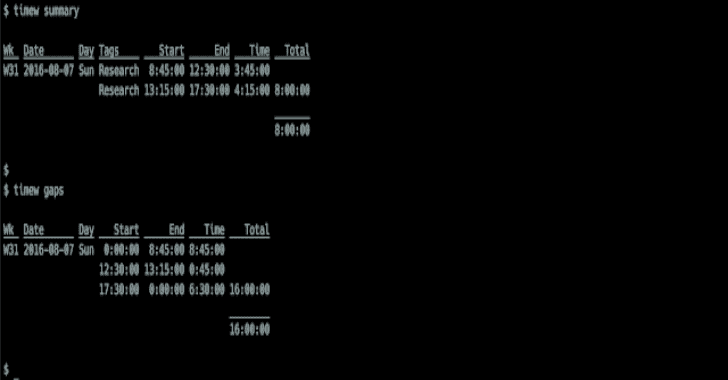 $ timew summary
Wk Date Day Tags Start End Time Total
W31 2016-08-07 Sun Research 8:45:00 12:30:00 3:45:00
Research 13:15:00 17:30:00 4:15:00 8:00:00
8:00:00
$
$ timew gaps
Wk Date Day Start End Time Total
W31 2016-08-07 Sun 0:00:00 8:45:00 8:45:00
12:30:00 13:15:00 0:45:00
17:30:00 0:00:00 6:30:00 16:00:00
16:00:00
$